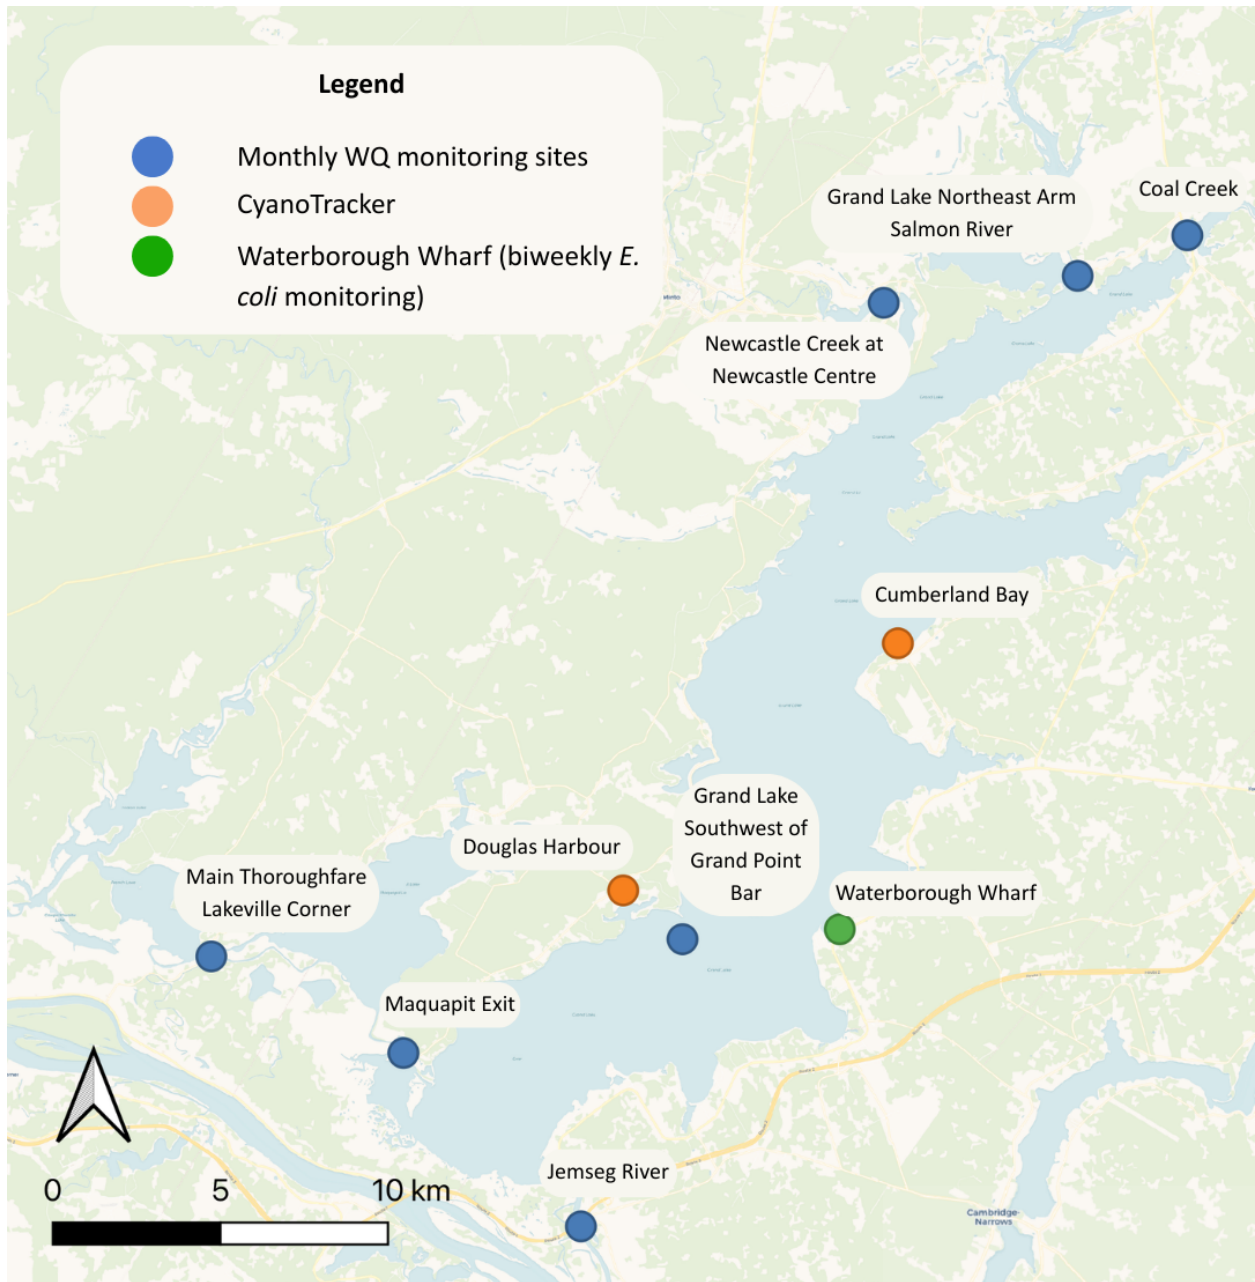 Legend
Monthly WQ monitoring sites
CyanoTracker
Waterborough Wharf (biweekly E.
coli monitoring)
Coal Creek
Grand Lake Northeast Arm
Salmon River
Newcastle Creek at
Newcastle Centre
Cumberland Bay
Grand Lake
Southwest of
Grand Point
Bar
Douglas Harbour
Main Thoroughfare
Lakeville Corner
Waterborough Wharf
Maquapit Exit
Jemseg River
0 5 10 km
Cambridge-
Narrows